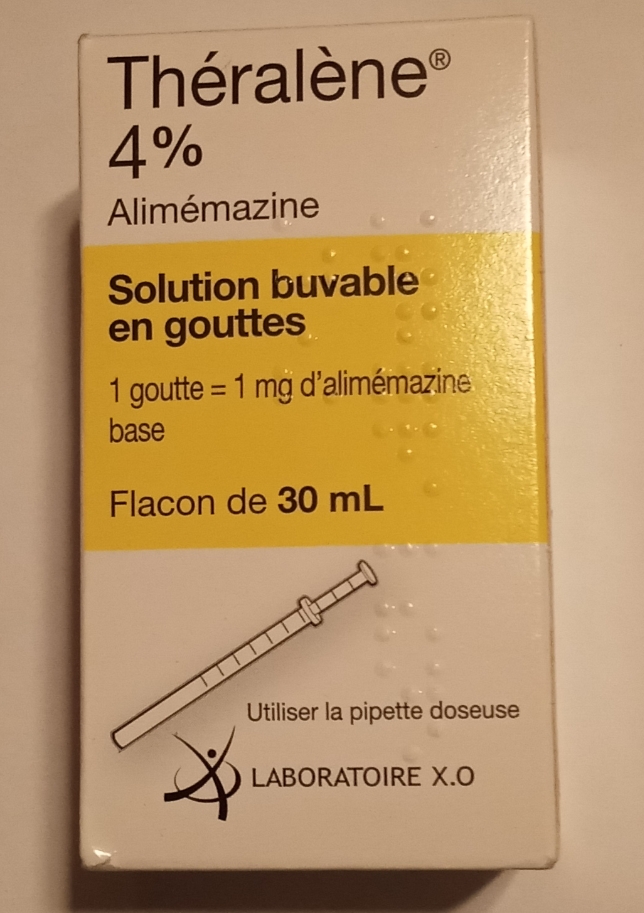 Théralène®
4%
Alimémazine
Solution buvable
en gouttes
1 goutte = 1 mg d'alimémazine
base
Flacon de 30 mL
Utiliser la pipette doseuse
LABORATOIRE X.O